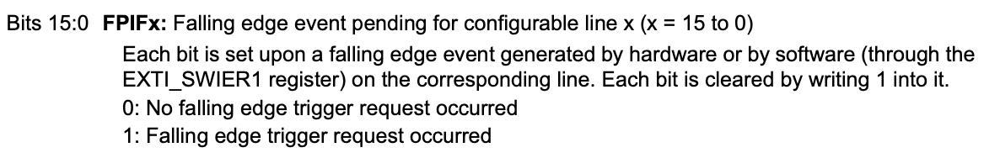 Bits 15:0 FPIFx: Falling edge event pending for configurable line x (x = 15 to 0)
Each bit is set upon a falling edge event generated by hardware or by software (through the
EXTI_SWIER1 register) on the corresponding line. Each bit is cleared by writing 1 into it.
0: No falling edge trigger request occurred
1: Falling edge trigger request occurred